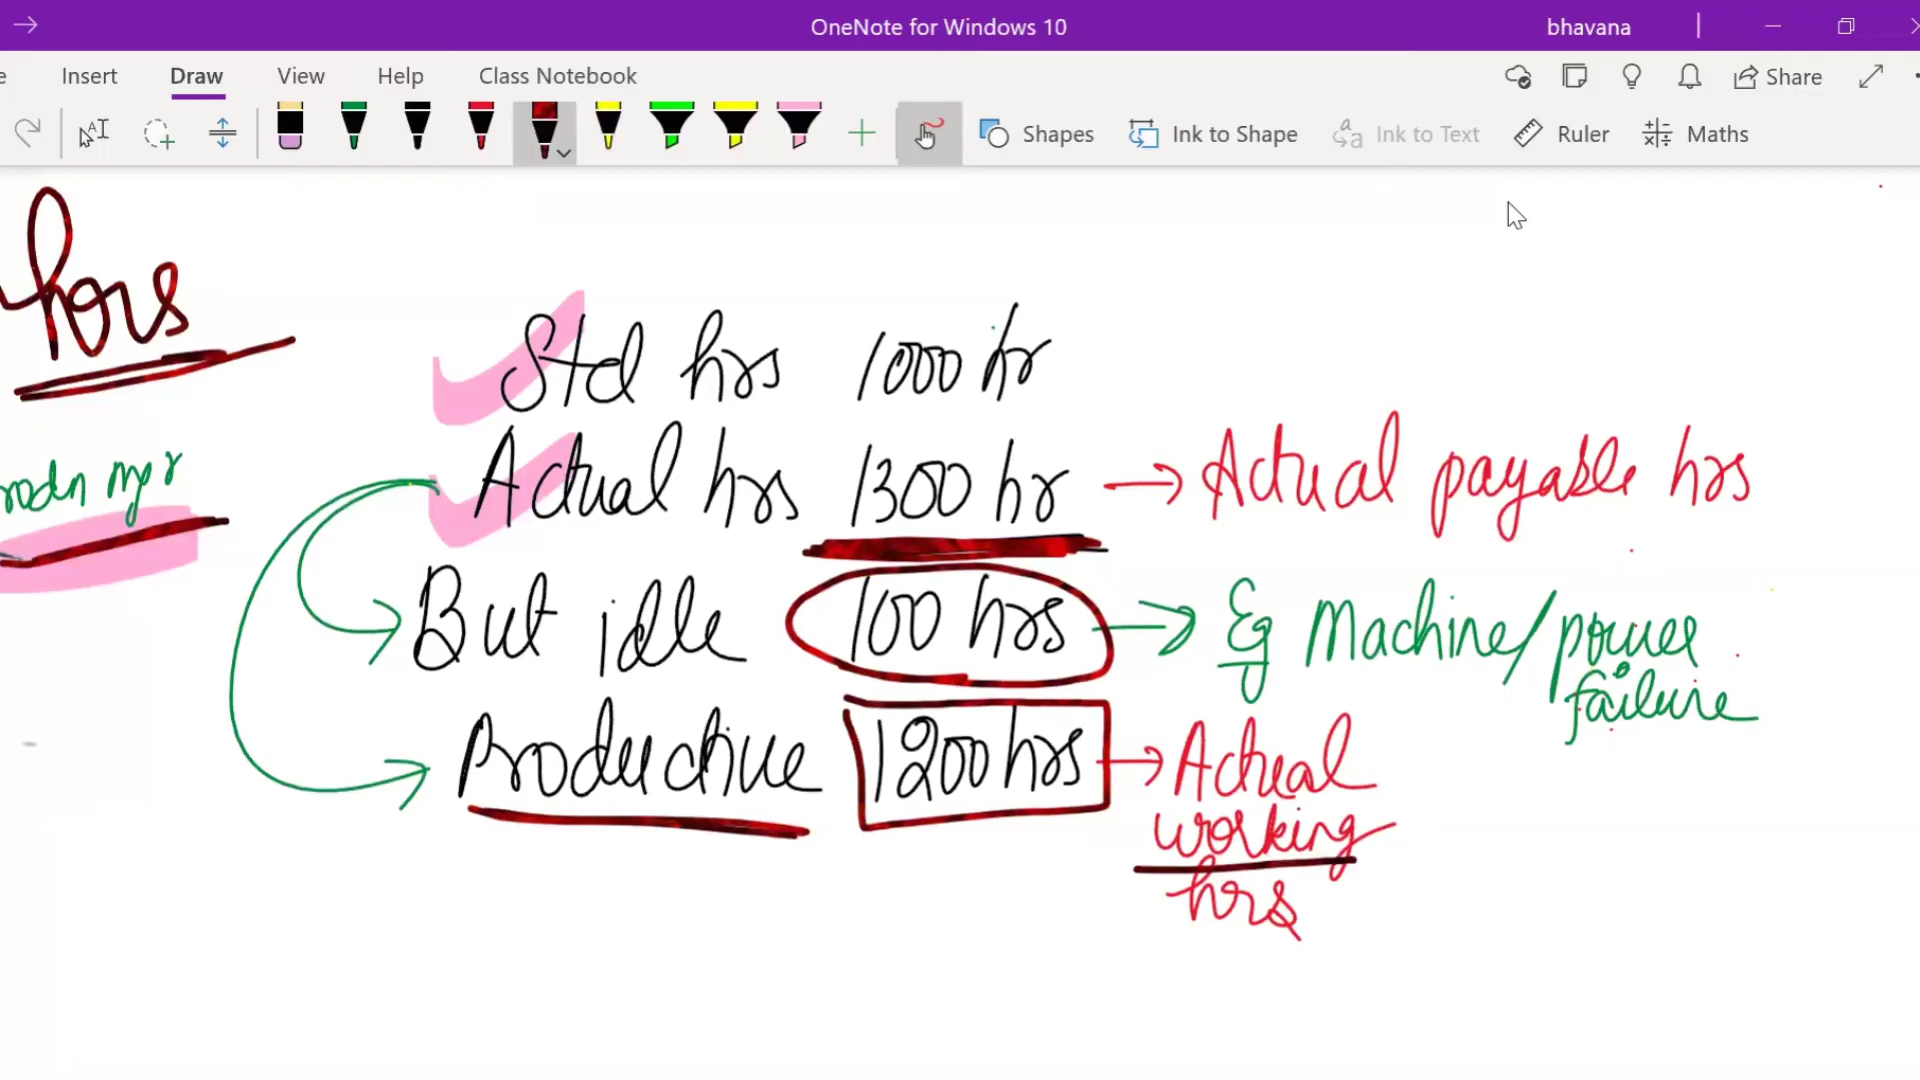 OneNote for Windows 10
bhavana
Insert Draw View Help Class Notebook
Share
Shapes Ink to Shape Ink to Text Ruler Maths
hrs
Std hrs 1000 hr
Actual hrs 1300 hr → Actual payable hrs
But idle 100 hrs → Eg Machine/power failure
Productive 1200 hrs → Actual
working
hrs